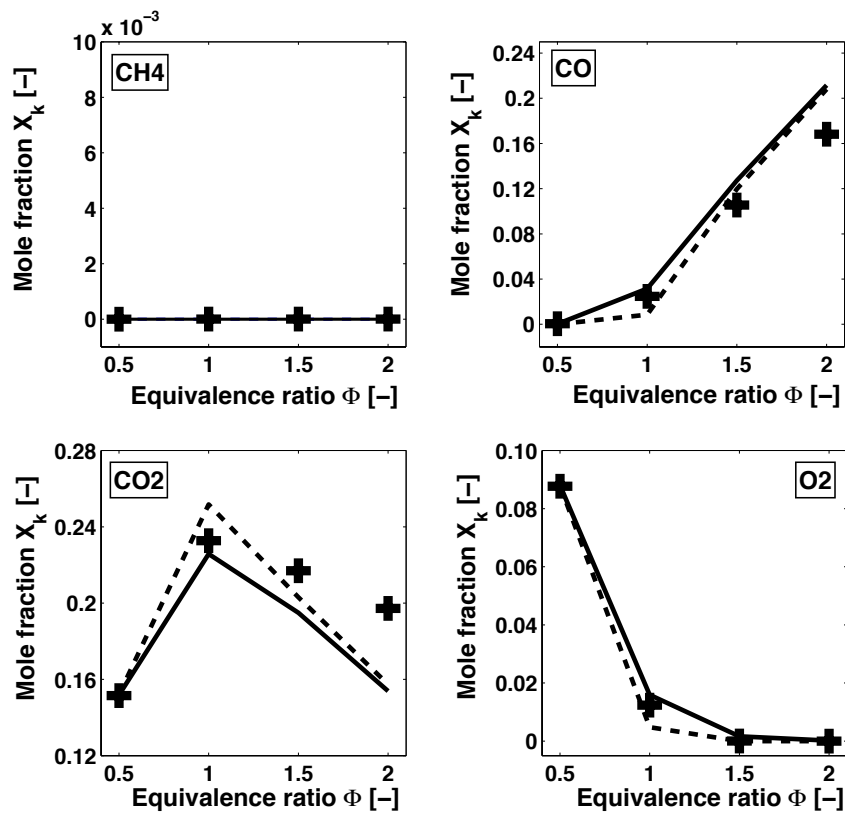 x 10⁻³
10
8
6
4
2
0
CH4
Mole fraction Xₖ [−]
0.5 1 1.5 2
Equivalence ratio Φ [−]
0.24
0.2
0.16
0.12
0.08
0.04
0
CO
Mole fraction Xₖ [−]
0.5 1 1.5 2
Equivalence ratio Φ [−]
0.28
0.24
0.2
0.16
0.12
CO2
Mole fraction Xₖ [−]
0.5 1 1.5 2
Equivalence ratio Φ [−]
0.10
0.08
0.06
0.04
0.02
0
O2
Mole fraction Xₖ [−]
0.5 1 1.5 2
Equivalence ratio Φ [−]